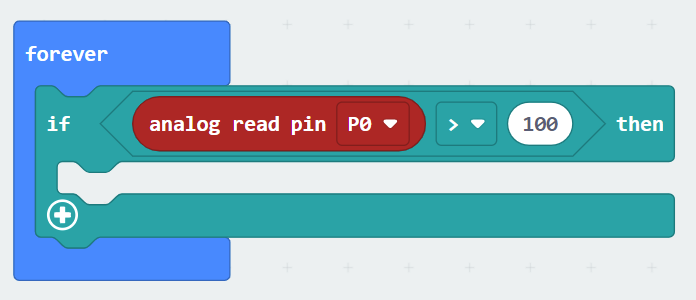 forever
if analog read pin P0 > 100 then